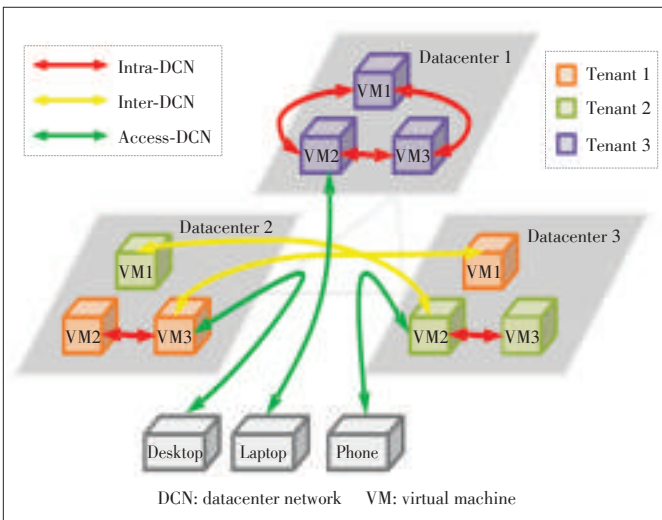 Intra-DCN
Inter-DCN
Access-DCN
Datacenter 1
Tenant 1
Tenant 2
Tenant 3
VM1
VM2
VM3
Datacenter 2
Datacenter 3
VM1
VM1
VM2
VM3
VM2
VM3
Desktop
Laptop
Phone
DCN: datacenter network VM: virtual machine